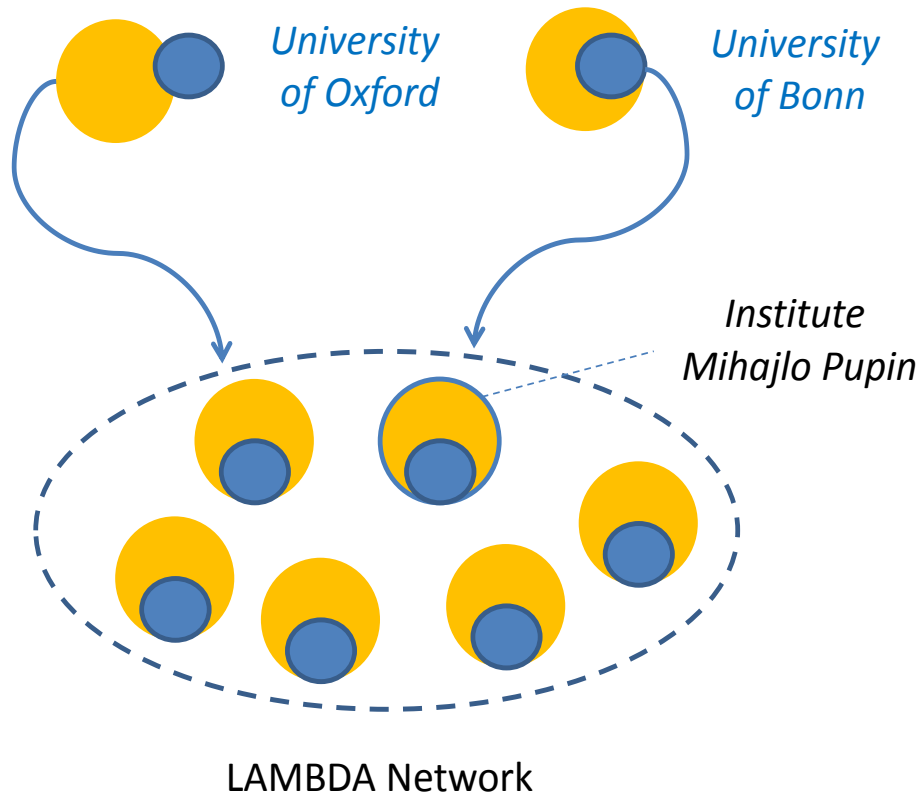 University
of Oxford
University
of Bonn
Institute
Mihajlo Pupin
LAMBDA Network